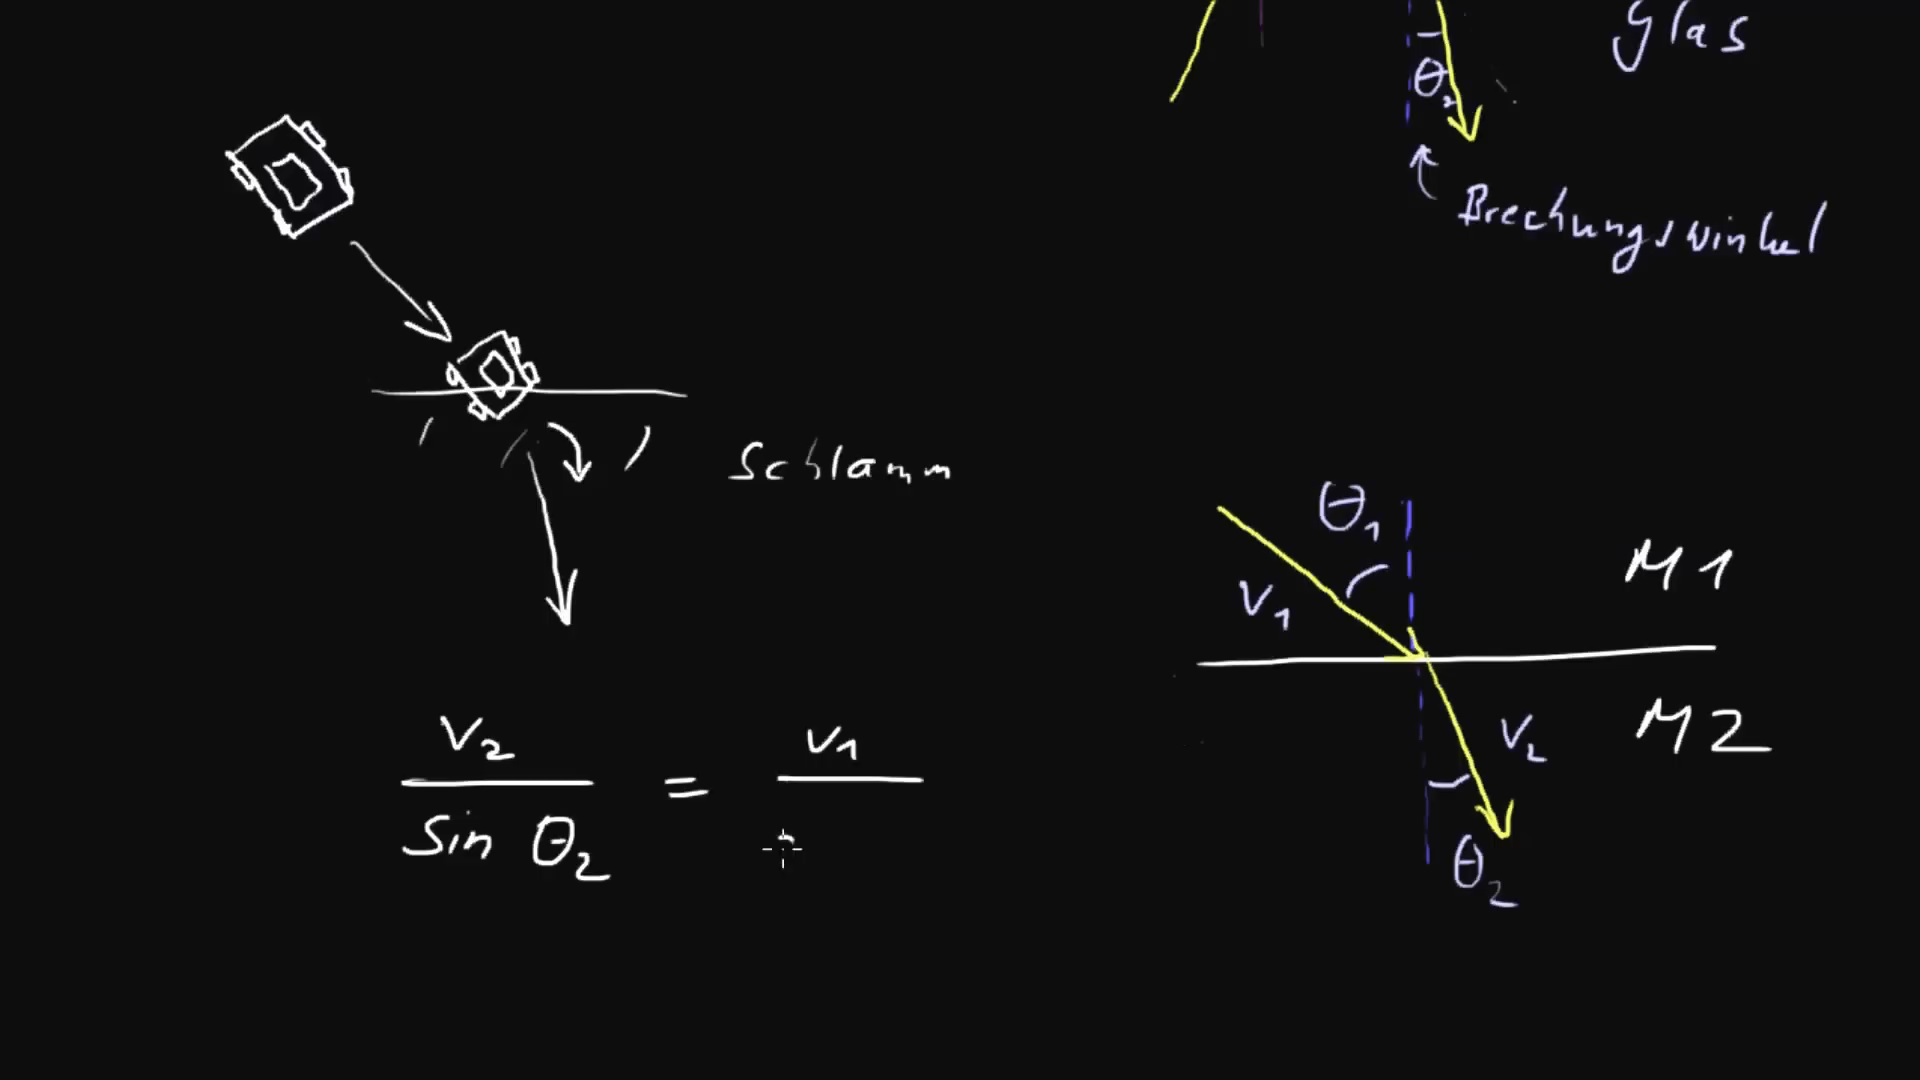 Glas
θ₂
Brechungswinkel
Schlamm
θ₁
M1
v₁
v₂
M2
θ₂
v₂ / sin θ₂ = v₁ /